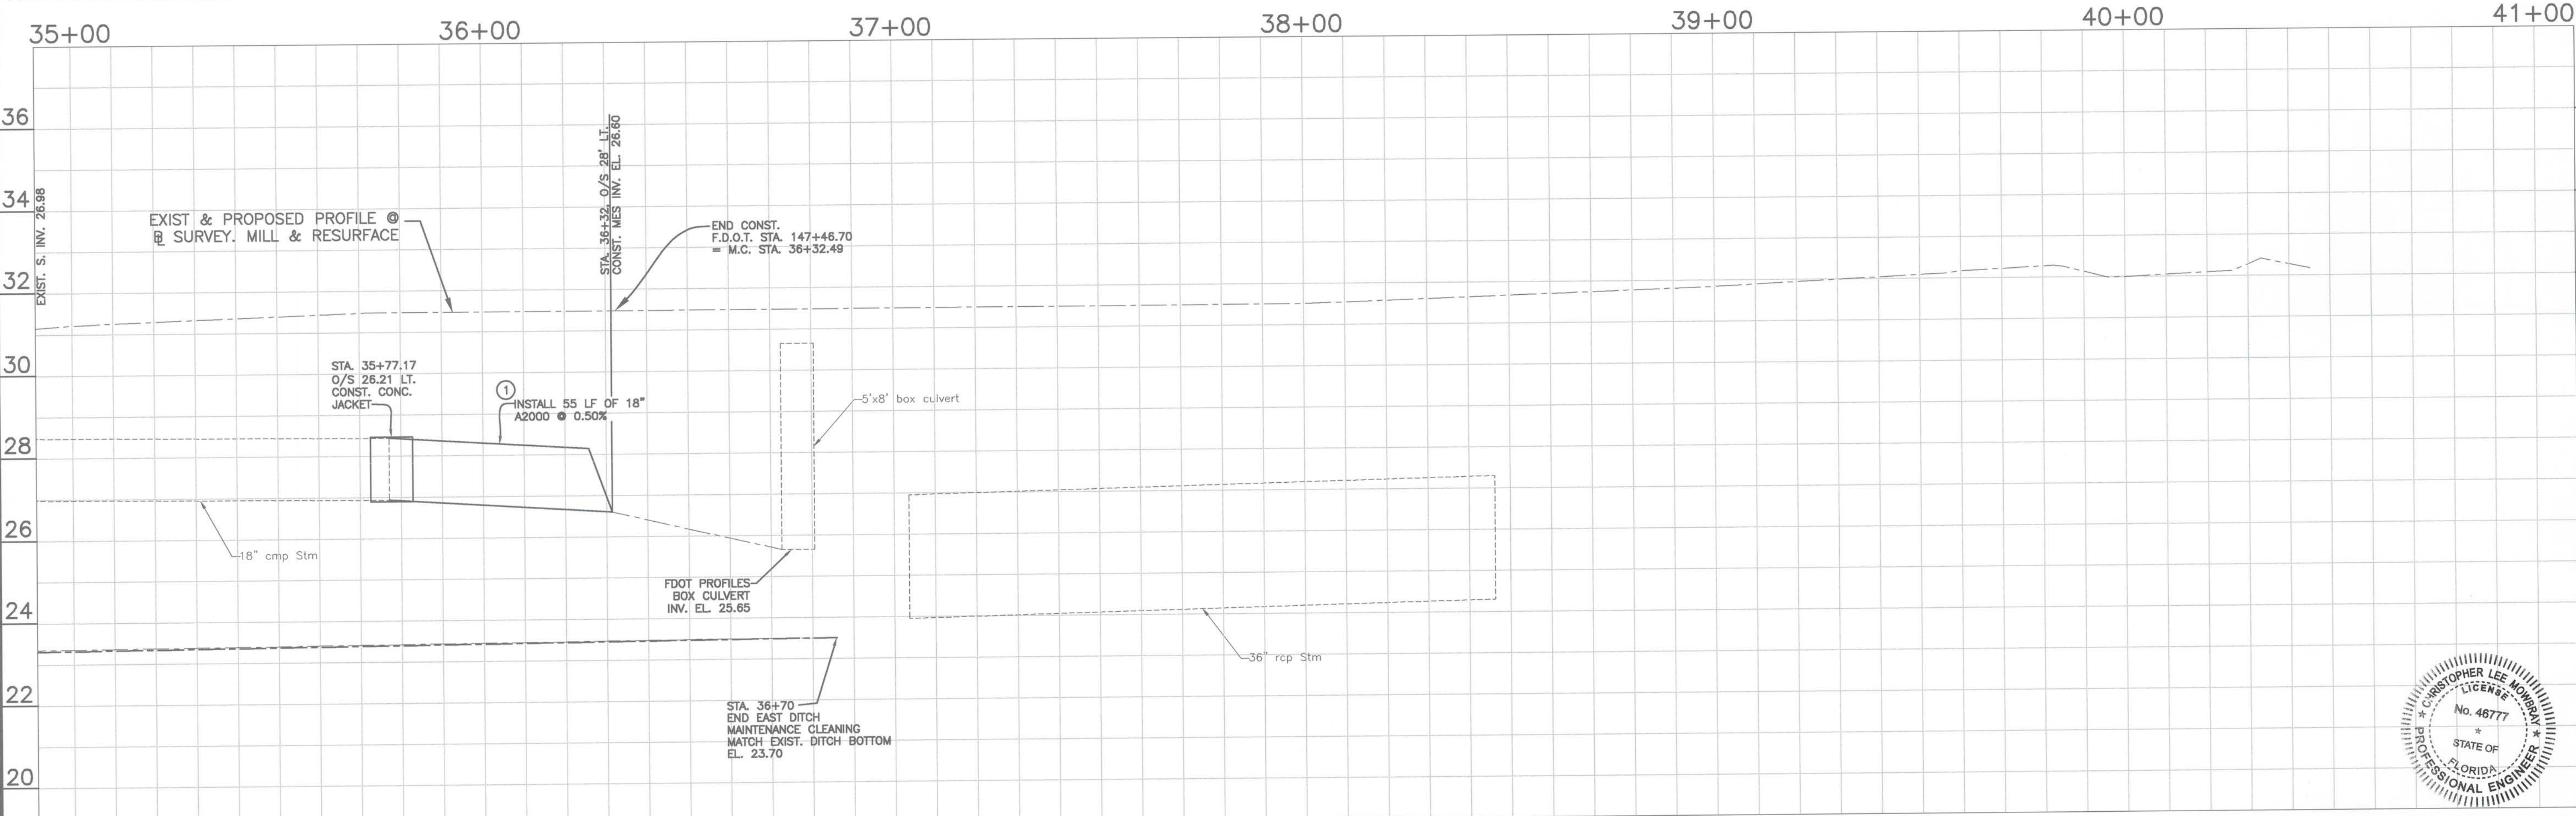 35+00
36+00
37+00
38+00
39+00
40+00
41+00
36
34
32
30
28
26
24
22
20
EXIST. S. INV. 26.98
EXIST & PROPOSED PROFILE @
BL SURVEY. MILL & RESURFACE
STA. 36+32, O/S 28' LT.
CONST. MES INV. EL. 26.60
END CONST.
F.D.O.T. STA. 147+46.70
= M.C. STA. 36+32.49
STA. 35+77.17
O/S 26.21 LT.
CONST. CONC.
JACKET
1
INSTALL 55 LF OF 18"
A2000 @ 0.50%
5'x8' box culvert
18" cmp Stm
FDOT PROFILES
BOX CULVERT
INV. EL. 25.65
36" rcp Stm
STA. 36+70
END EAST DITCH
MAINTENANCE CLEANING
MATCH EXIST. DITCH BOTTOM
EL. 23.70
CHRISTOPHER LEE MOWBRAY
LICENSE
No. 46777
STATE OF
FLORIDA
PROFESSIONAL ENGINEER